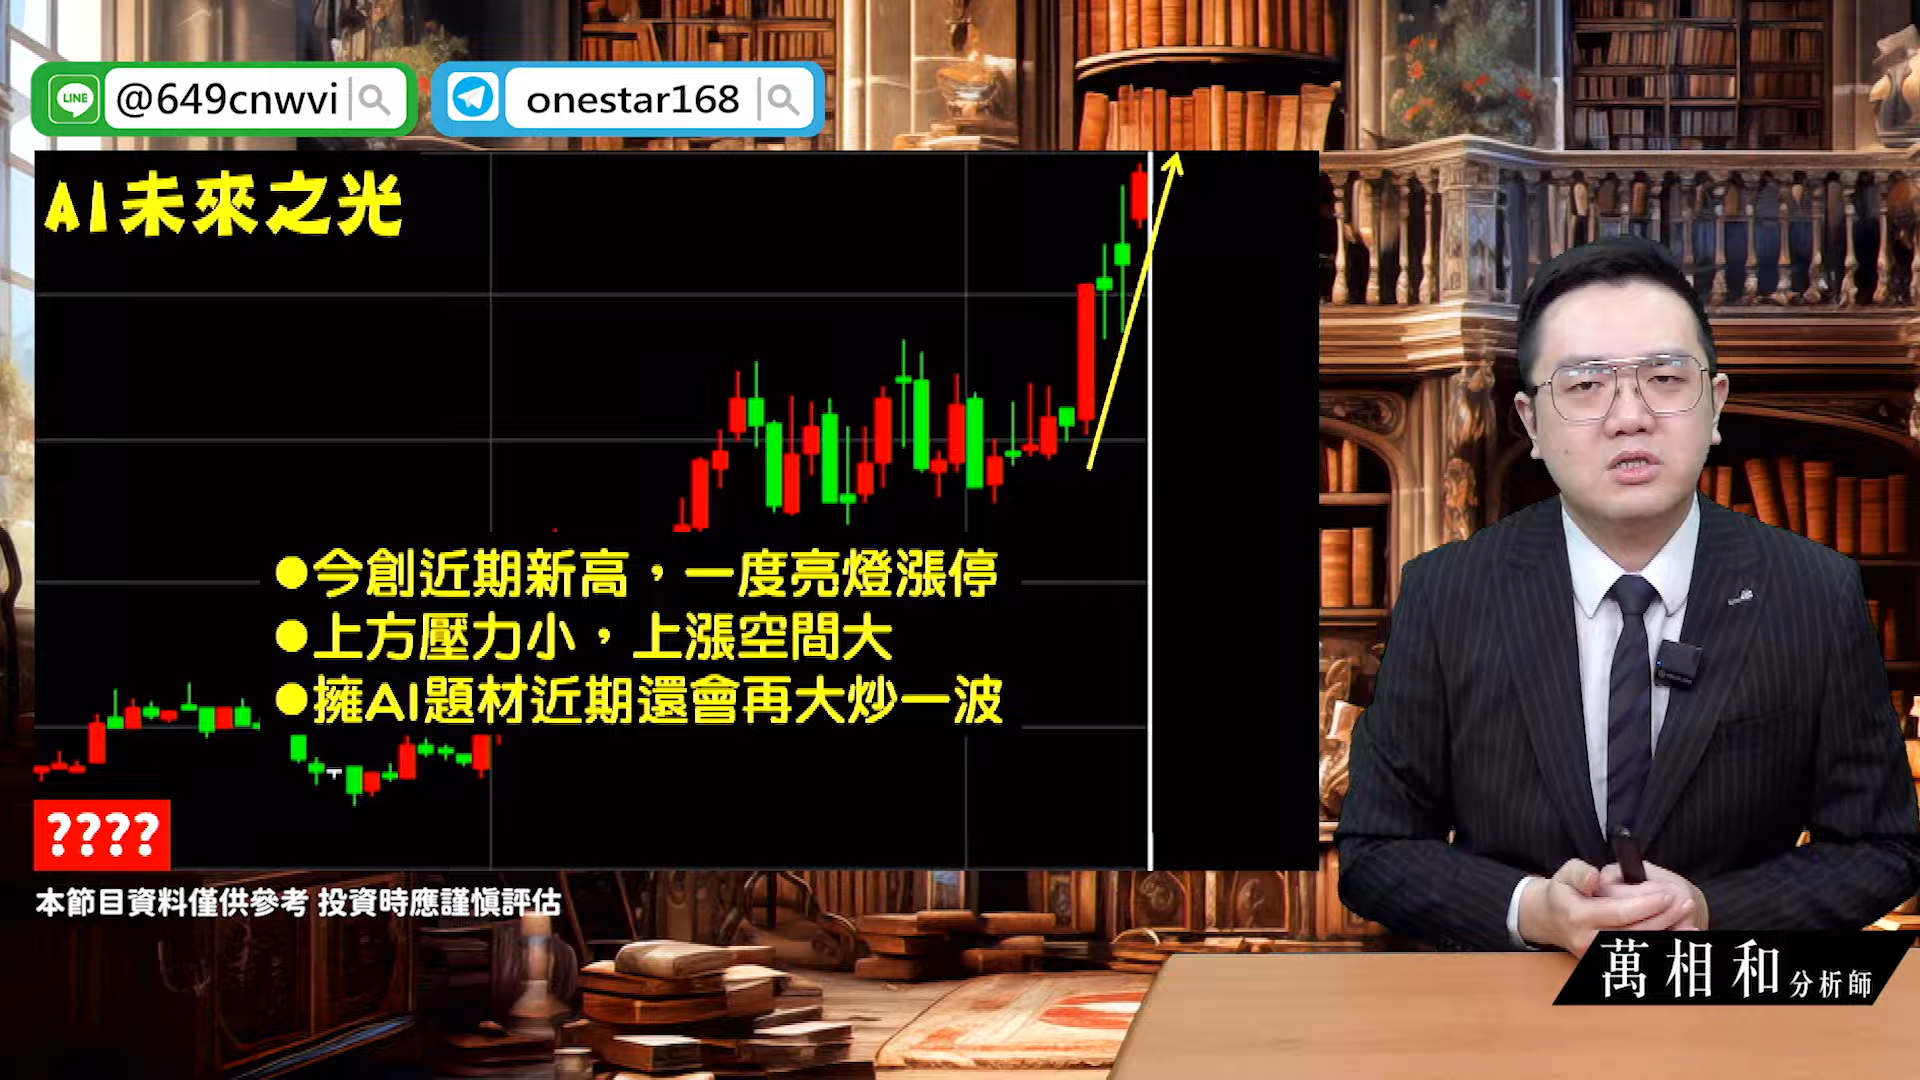 LINE @649cnwvi
onestar168
AI未來之光
●今創近期新高，一度亮燈漲停
●上方壓力小，上漲空間大
●擁AI題材近期還會再大炒一波
????
本節目資料僅供參考 投資時應謹慎評估
萬相和分析師